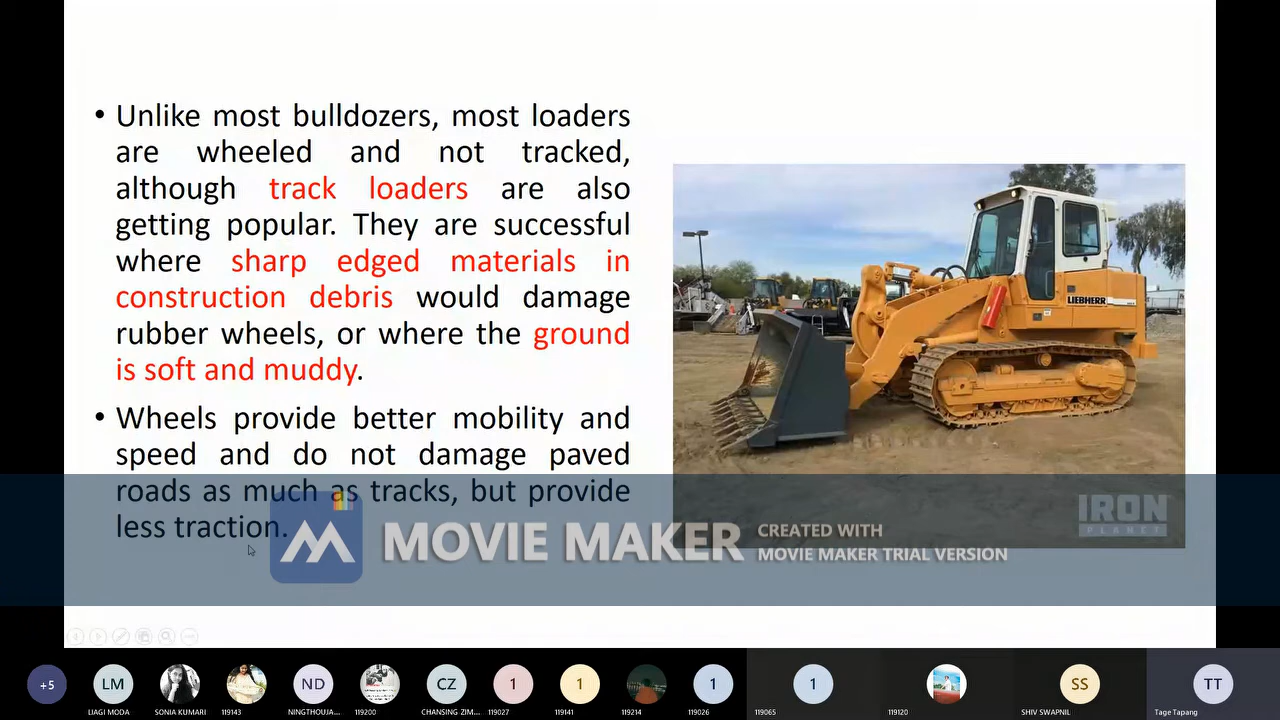 • Unlike most bulldozers, most loaders
are wheeled and not tracked,
although track loaders are also
getting popular. They are successful
where sharp edged materials in
construction debris would damage
rubber wheels, or where the ground
is soft and muddy.
• Wheels provide better mobility and
speed and do not damage paved
roads as much as tracks, but provide
less traction.
LIEBHERR
IRON
PLANET
MOVIE MAKER
CREATED WITH
MOVIE MAKER TRIAL VERSION
+5 LM ND CZ 1 1 1 1 SS TT
LIAGI MODA SONIA KUMARI 119143 NINGTHOUJA... 119200 CHANSING ZIM... 119027 119141 119214 119026 119065 119120 SHIV SWAPNIL Tage Tapang